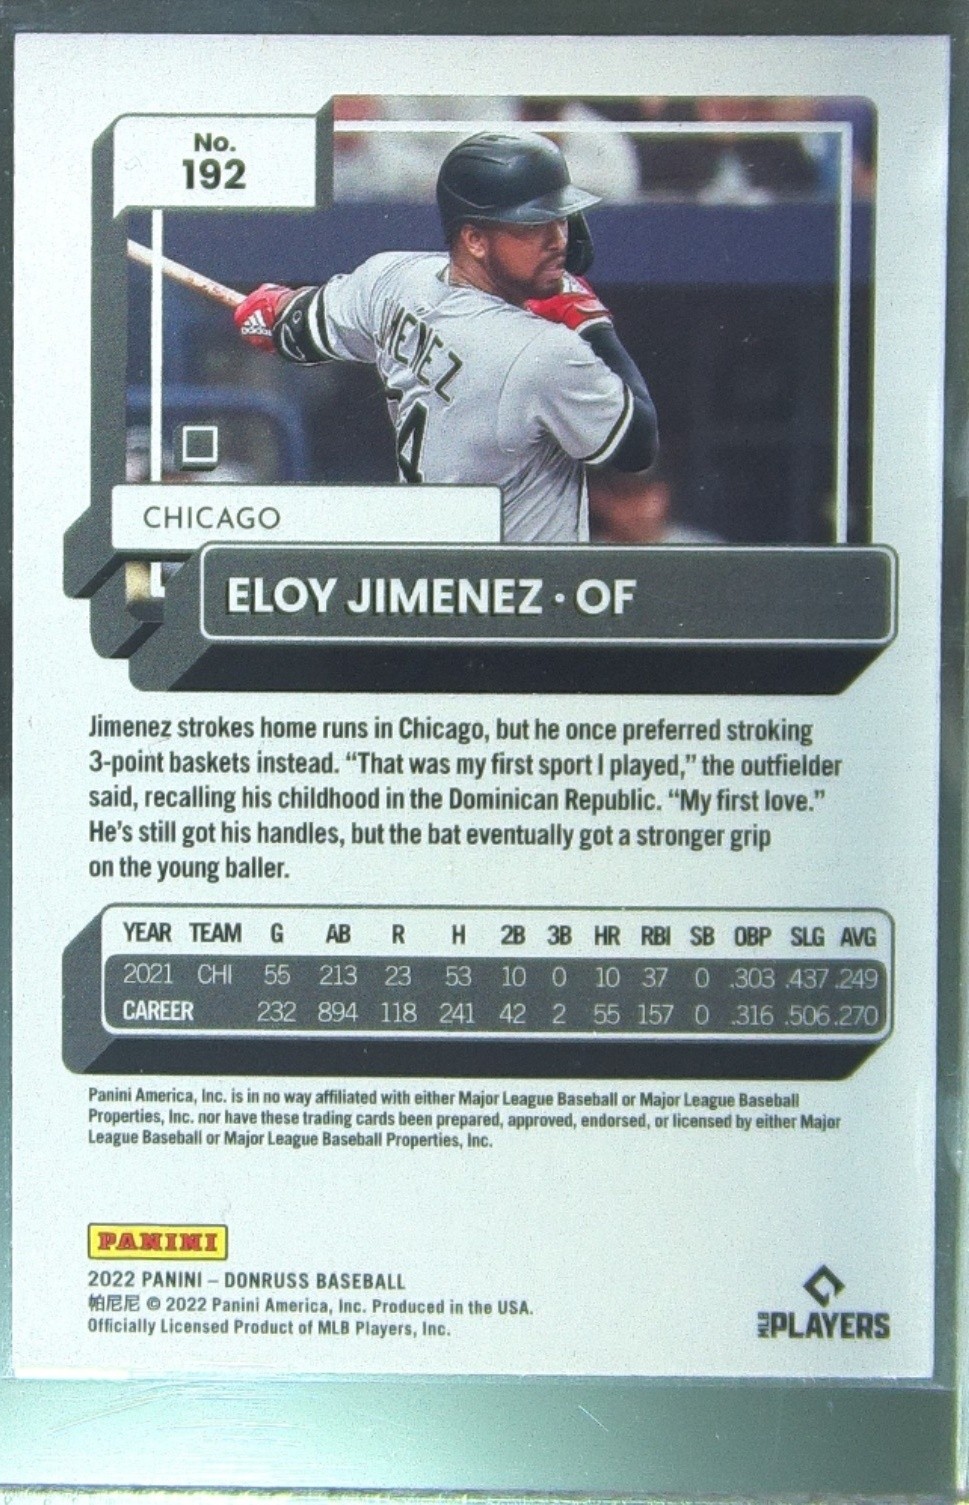 No.
192
MENEZ
4
CHICAGO
ELOY JIMENEZ · OF
Jimenez strokes home runs in Chicago, but he once preferred stroking
3-point baskets instead. “That was my first sport I played,” the outfielder
said, recalling his childhood in the Dominican Republic. “My first love.”
He’s still got his handles, but the bat eventually got a stronger grip
on the young baller.
YEAR TEAM G AB R H 2B 3B HR RBI SB OBP SLG AVG
2021 CHI 55 213 23 53 10 0 10 37 0 .303 .437 .249
CAREER 232 894 118 241 42 2 55 157 0 .316 .506 .270
Panini America, Inc. is in no way affiliated with either Major League Baseball or Major League Baseball
Properties, Inc. nor have these trading cards been prepared, approved, endorsed, or licensed by either Major
League Baseball or Major League Baseball Properties, Inc.
PANINI
2022 PANINI – DONRUSS BASEBALL
帕尼尼 © 2022 Panini America, Inc. Produced in the USA.
Officially Licensed Product of MLB Players, Inc.
MLB PLAYERS